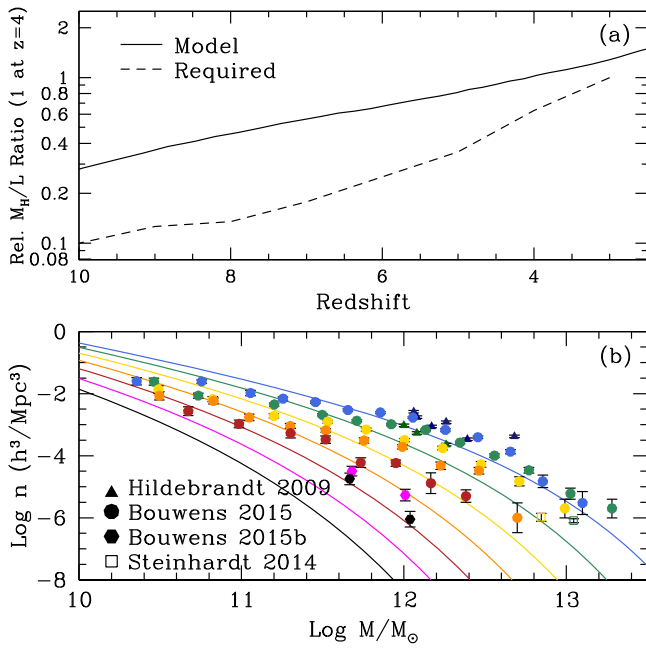 (a)
Model
Required
Rel. M_H/L Ratio (1 at z=4)
2
1
0.8
0.6
0.4
0.2
0.1
0.08
10
8
6
4
Redshift
(b)
Log n (h³/Mpc³)
0
−2
−4
−6
−8
Hildebrandt 2009
Bouwens 2015
Bouwens 2015b
Steinhardt 2014
10
11
12
13
Log M/M☉